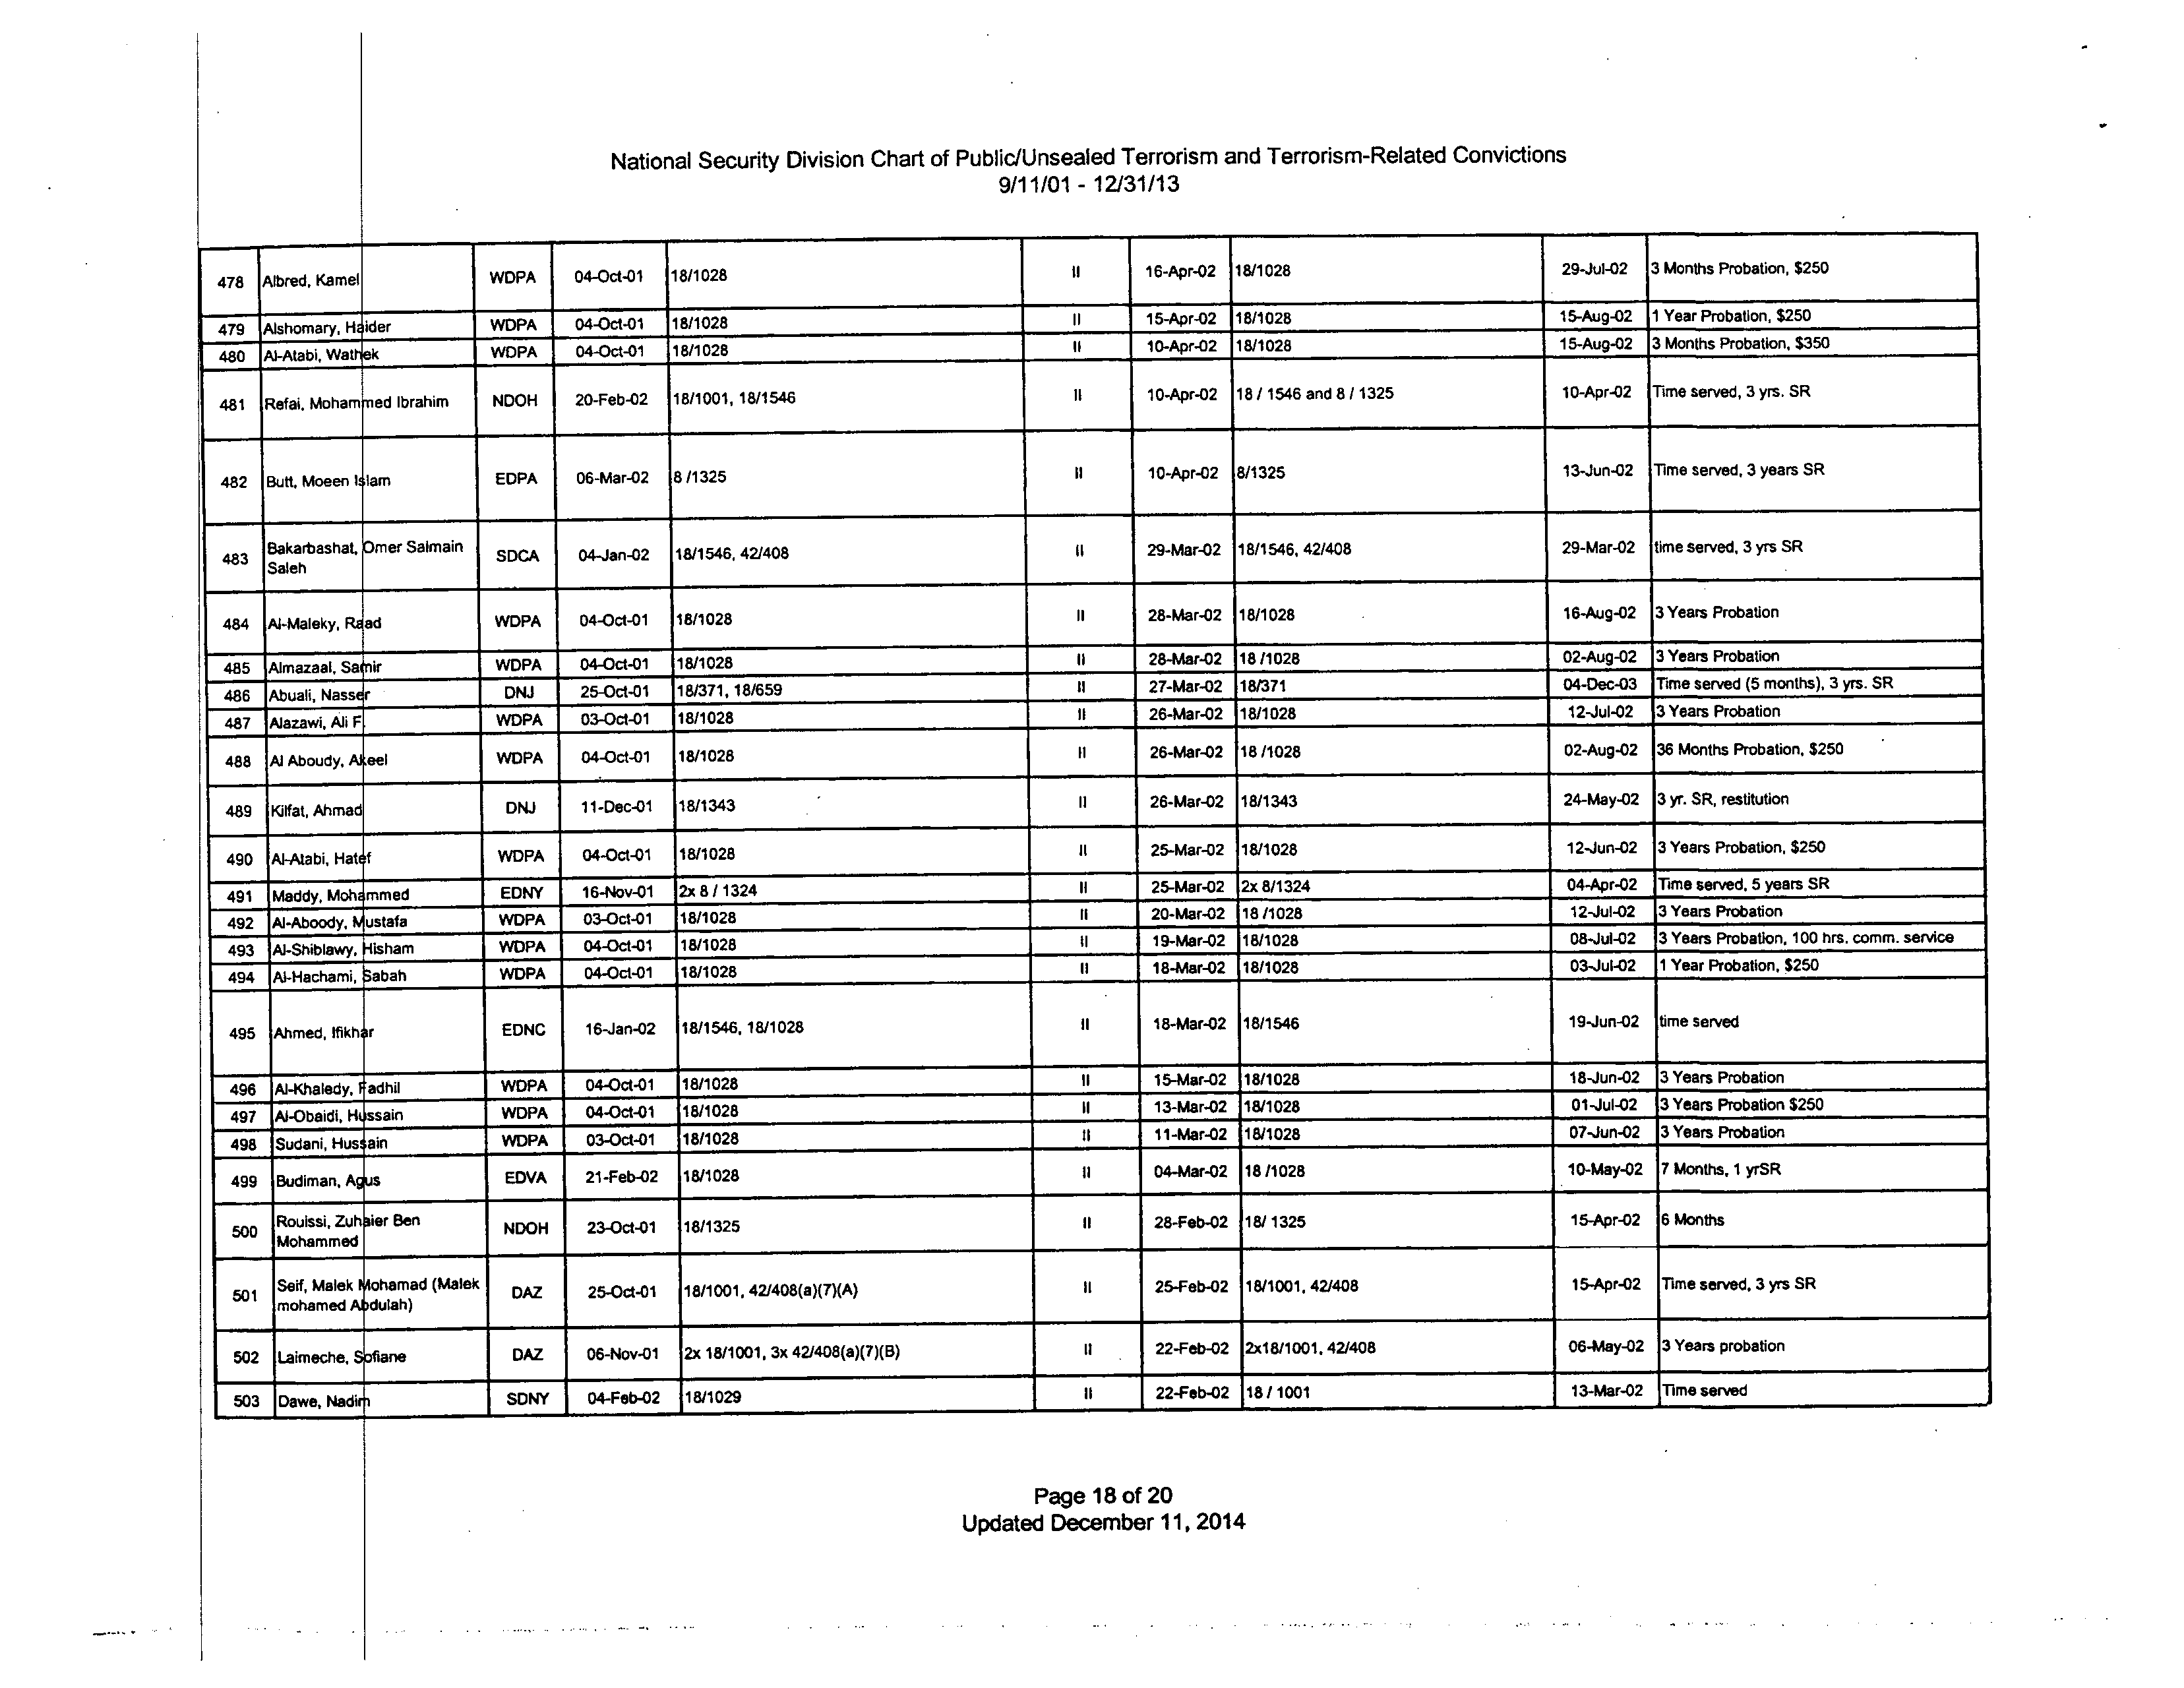 National Security Division Chart of Public/Unsealed Terrorism and Terrorism-Related Convictions
9/11/01 - 12/31/13
478 Albred, Kamel WDPA 04-Oct-01 18/1028 II 16-Apr-02 18/1028 29-Jul-02 3 Months Probation, $250
479 Alshomary, Haider WDPA 04-Oct-01 18/1028 II 15-Apr-02 18/1028 15-Aug-02 1 Year Probation, $250
480 Al-Atabi, Wathek WDPA 04-Oct-01 18/1028 II 10-Apr-02 18/1028 15-Aug-02 3 Months Probation, $350
481 Refai, Mohammed Ibrahim NDOH 20-Feb-02 18/1001, 18/1546 II 10-Apr-02 18 / 1546 and 8 / 1325 10-Apr-02 Time served, 3 yrs. SR
482 Butt, Moeen Islam EDPA 06-Mar-02 8 /1325 II 10-Apr-02 8/1325 13-Jun-02 Time served, 3 years SR
483 Bakarbashat, Omer Salmain
Saleh SDCA 04-Jan-02 18/1546, 42/408 II 29-Mar-02 18/1546, 42/408 29-Mar-02 time served, 3 yrs SR
484 Al-Maleky, Raad WDPA 04-Oct-01 18/1028 II 28-Mar-02 18/1028 16-Aug-02 3 Years Probation
485 Almazaal, Samir WDPA 04-Oct-01 18/1028 II 28-Mar-02 18 /1028 02-Aug-02 3 Years Probation
486 Abuali, Nasser DNJ 25-Oct-01 18/371, 18/659 II 27-Mar-02 18/371 04-Dec-03 Time served (5 months), 3 yrs. SR
487 Alazawi, Ali F. WDPA 03-Oct-01 18/1028 II 26-Mar-02 18/1028 12-Jul-02 3 Years Probation
488 Al Aboudy, Akeel WDPA 04-Oct-01 18/1028 II 26-Mar-02 18 /1028 02-Aug-02 36 Months Probation, $250
489 Kilfat, Ahmad DNJ 11-Dec-01 18/1343 II 26-Mar-02 18/1343 24-May-02 3 yr. SR, restitution
490 Al-Atabi, Hatef WDPA 04-Oct-01 18/1028 II 25-Mar-02 18/1028 12-Jun-02 3 Years Probation, $250
491 Maddy, Mohammed EDNY 16-Nov-01 2x 8 / 1324 II 25-Mar-02 2x 8/1324 04-Apr-02 Time served, 5 years SR
492 Al-Aboody, Mustafa WDPA 03-Oct-01 18/1028 II 20-Mar-02 18 /1028 12-Jul-02 3 Years Probation
493 Al-Shiblawy, Hisham WDPA 04-Oct-01 18/1028 II 19-Mar-02 18/1028 08-Jul-02 3 Years Probation, 100 hrs. comm. service
494 Al-Hachami, Sabah WDPA 04-Oct-01 18/1028 II 18-Mar-02 18/1028 03-Jul-02 1 Year Probation, $250
495 Ahmed, Ifikhar EDNC 16-Jan-02 18/1546, 18/1028 II 18-Mar-02 18/1546 19-Jun-02 time served
496 Al-Khaledy, Fadhil WDPA 04-Oct-01 18/1028 II 15-Mar-02 18/1028 18-Jun-02 3 Years Probation
497 Al-Obaidi, Hussain WDPA 04-Oct-01 18/1028 II 13-Mar-02 18/1028 01-Jul-02 3 Years Probation $250
498 Sudani, Hussain WDPA 03-Oct-01 18/1028 II 11-Mar-02 18/1028 07-Jun-02 3 Years Probation
499 Budiman, Agus EDVA 21-Feb-02 18/1028 II 04-Mar-02 18 /1028 10-May-02 7 Months, 1 yrSR
500 Rouissi, Zuhaier Ben
Mohammed NDOH 23-Oct-01 18/1325 II 28-Feb-02 18/ 1325 15-Apr-02 6 Months
501 Seif, Malek Mohamad (Malek
mohamed Abdulah) DAZ 25-Oct-01 18/1001, 42/408(a)(7)(A) II 25-Feb-02 18/1001, 42/408 15-Apr-02 Time served, 3 yrs SR
502 Laimeche, Sofiane DAZ 06-Nov-01 2x 18/1001, 3x 42/408(a)(7)(B) II 22-Feb-02 2x18/1001, 42/408 06-May-02 3 Years probation
503 Dawe, Nadim SDNY 04-Feb-02 18/1029 II 22-Feb-02 18 / 1001 13-Mar-02 Time served
Page 18 of 20
Updated December 11, 2014